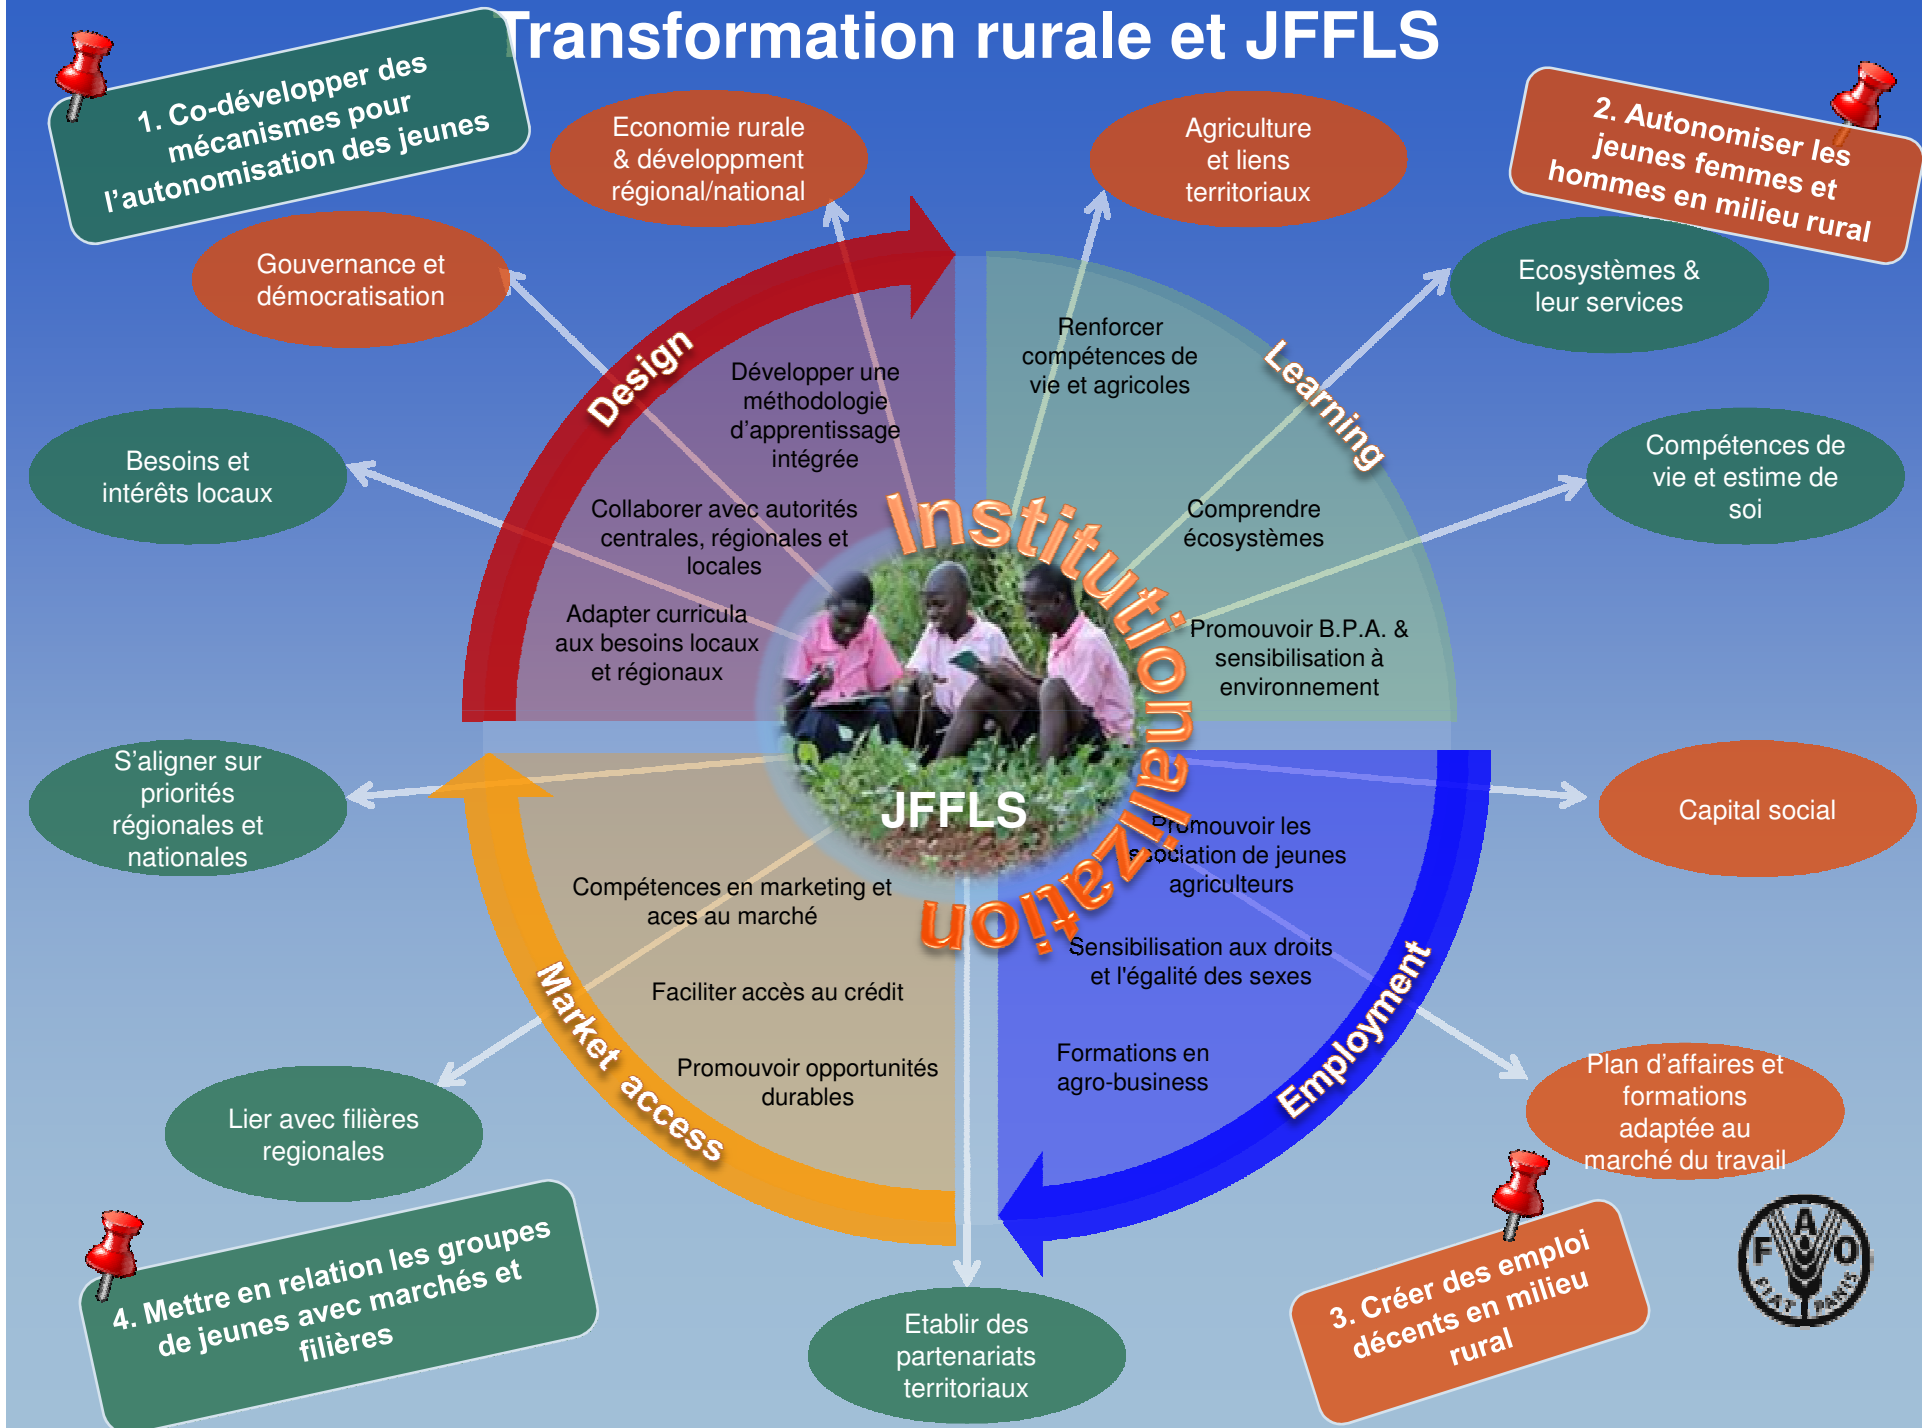 Transformation rurale et JFFLS
1. Co-développer des
mécanismes pour
l’autonomisation des jeunes
2. Autonomiser les
jeunes femmes et
hommes en milieu rural
Economie rurale
& développment
régional/national
Agriculture
et liens
territoriaux
Gouvernance et
démocratisation
Ecosystèmes &
leur services
Besoins et
intérêts locaux
Compétences de
vie et estime de
soi
Design
Développer une
méthodologie
d’apprentissage
intégrée
Collaborer avec autorités
centrales, régionales et
locales
Adapter curricula
aux besoins locaux
et régionaux
Learning
Renforcer
compétences de
vie et agricoles
Comprendre
écosystèmes
Promouvoir B.P.A. &
sensibilisation à
environnement
Institutionalization
JFFLS
S’aligner sur
priorités
régionales et
nationales
Capital social
Compétences en marketing et
aces au marché
Faciliter accès au crédit
Promouvoir opportunités
durables
Market access
Promouvoir les
ssociation de jeunes
agriculteurs
Sensibilisation aux droits
et l'égalité des sexes
Formations en
agro-business
Employment
Lier avec filières
regionales
Plan d’affaires et
formations
adaptée au
marché du travail
4. Mettre en relation les groupes
de jeunes avec marchés et
filières
Etablir des
partenariats
territoriaux
3. Créer des emploi
décents en milieu
rural
FAO
FIAT PANIS